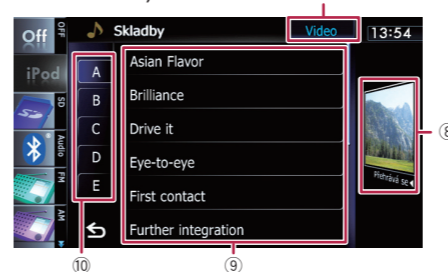 Off
OFF
Skladby
Video
13:54
iPod
A
Asian Flavor
SD
B
Brilliance
C
Drive it
Audio
D
Eye-to-eye
Přehrává se
FM
E
First contact
AM
Further integration
⑧
⑩
⑨